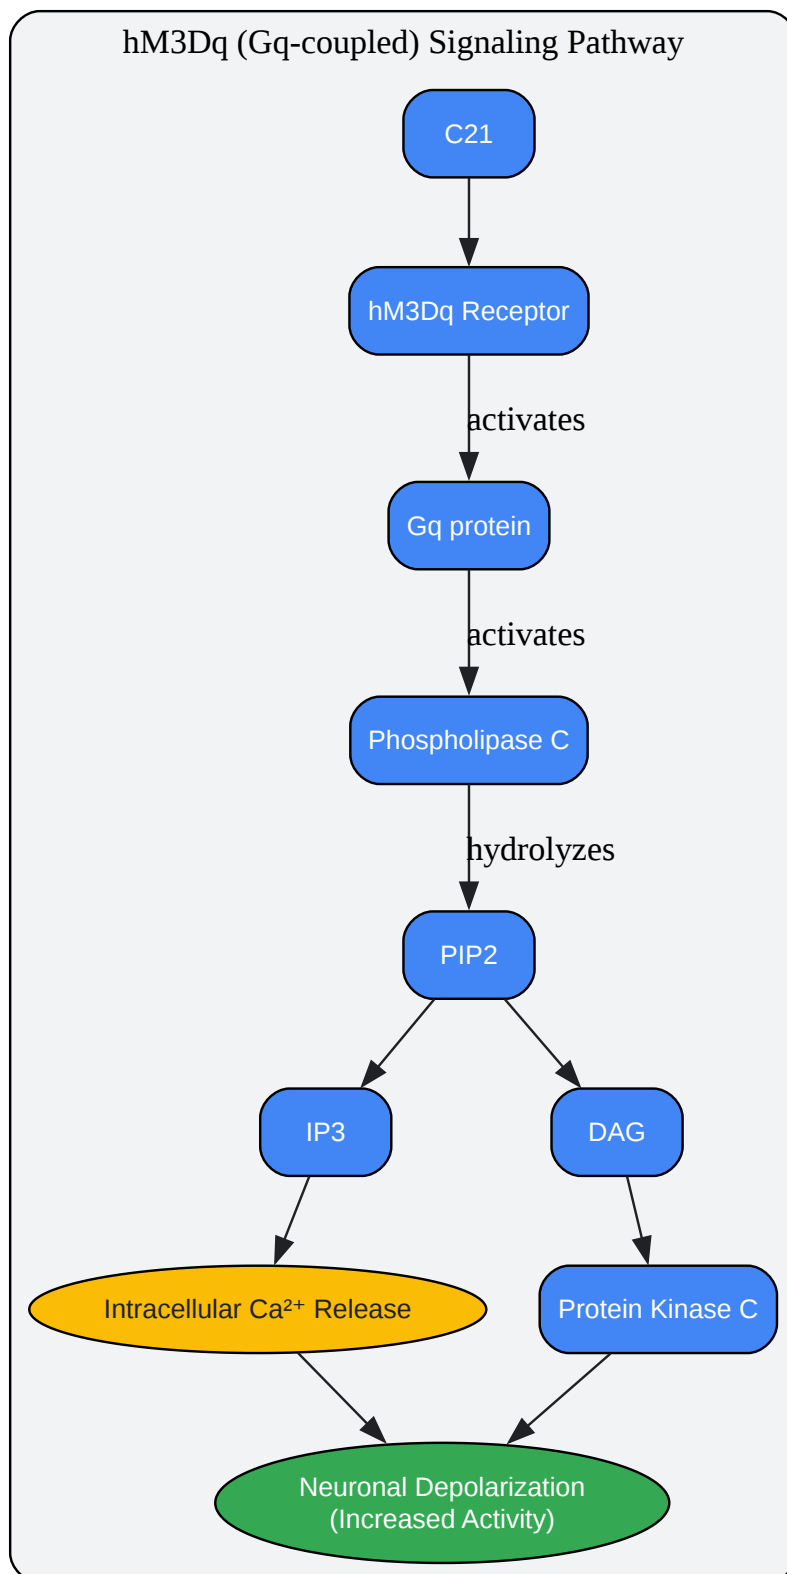 hM3Dq (Gq-coupled) Signaling Pathway
C21
hM3Dq Receptor
activates
Gq protein
activates
Phospholipase C
hydrolyzes
PIP2
IP3
DAG
Intracellular Ca²⁺ Release
Protein Kinase C
Neuronal Depolarization
(Increased Activity)